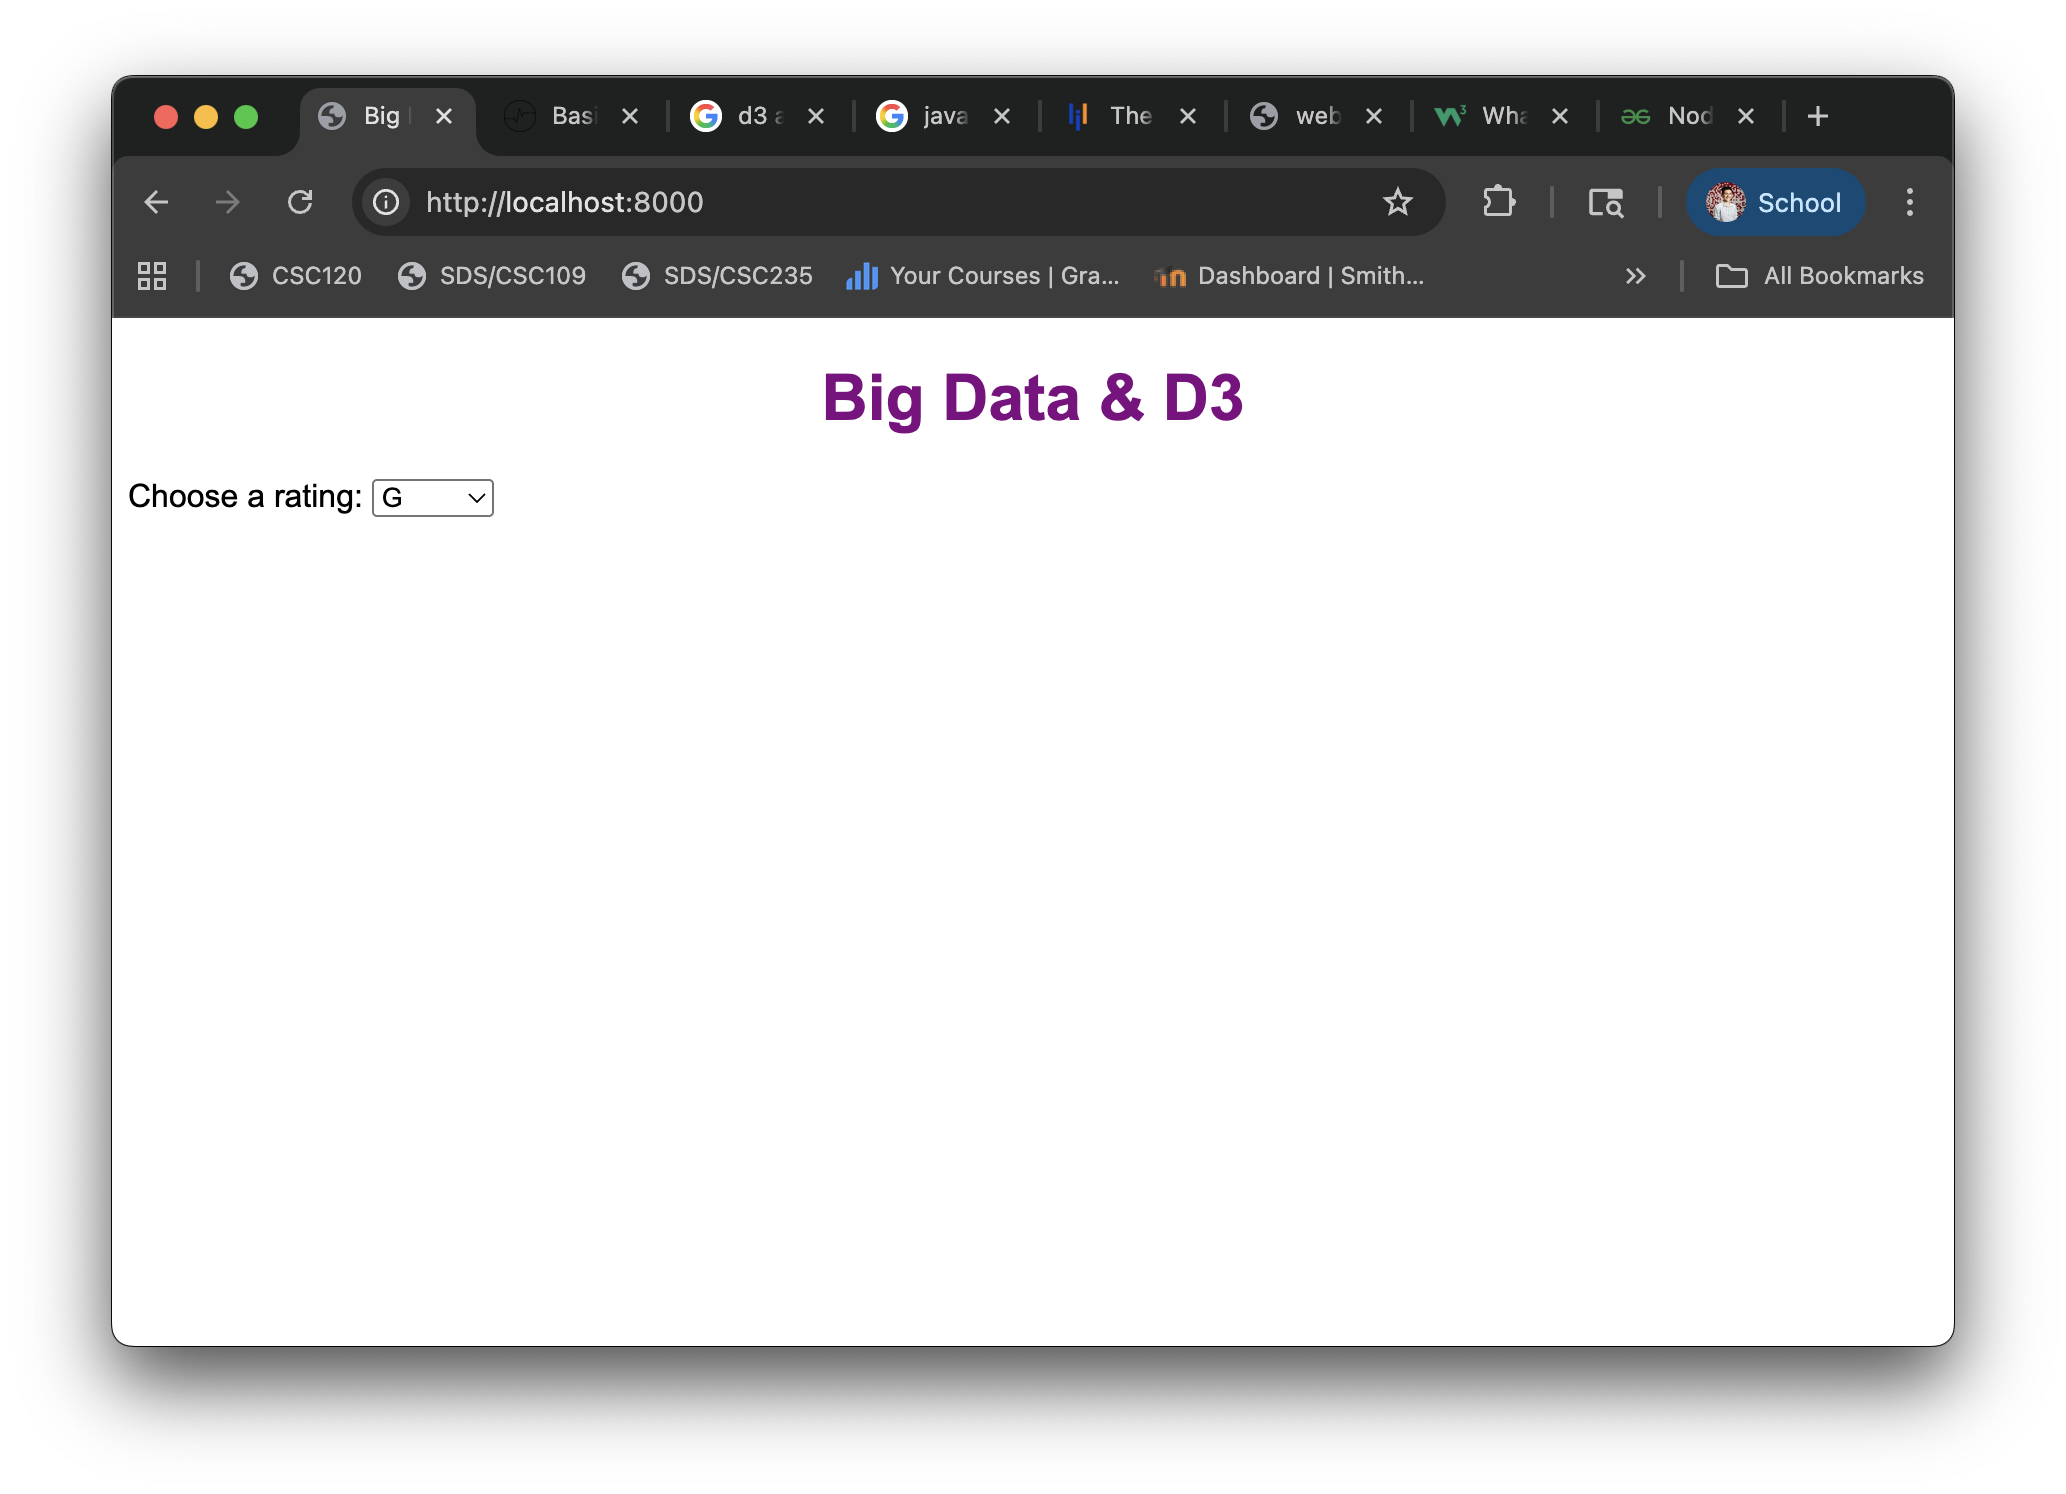 Big Basi d3 java The web Wha Nod
http://localhost:8000 School
CSC120 SDS/CSC109 SDS/CSC235 Your Courses | Gra... Dashboard | Smith... All Bookmarks
Big Data & D3
Choose a rating: G